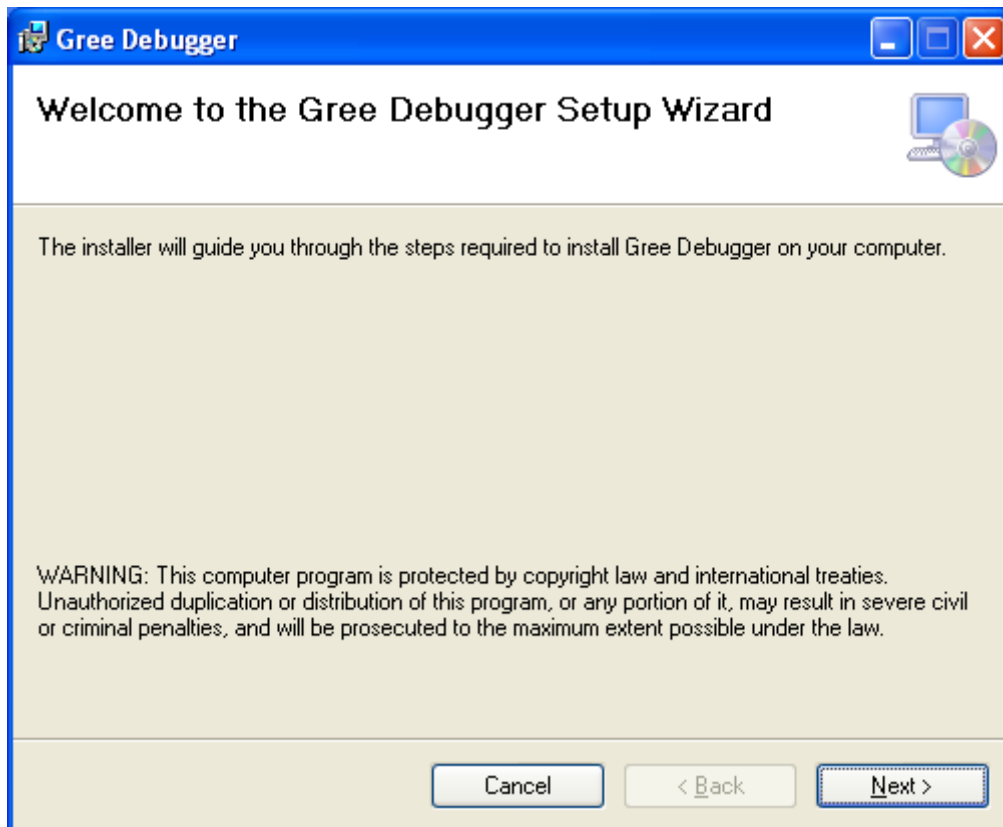 Gree Debugger
Welcome to the Gree Debugger Setup Wizard
The installer will guide you through the steps required to install Gree Debugger on your computer.
WARNING: This computer program is protected by copyright law and international treaties.
Unauthorized duplication or distribution of this program, or any portion of it, may result in severe civil
or criminal penalties, and will be prosecuted to the maximum extent possible under the law.
Cancel
< Back
Next >